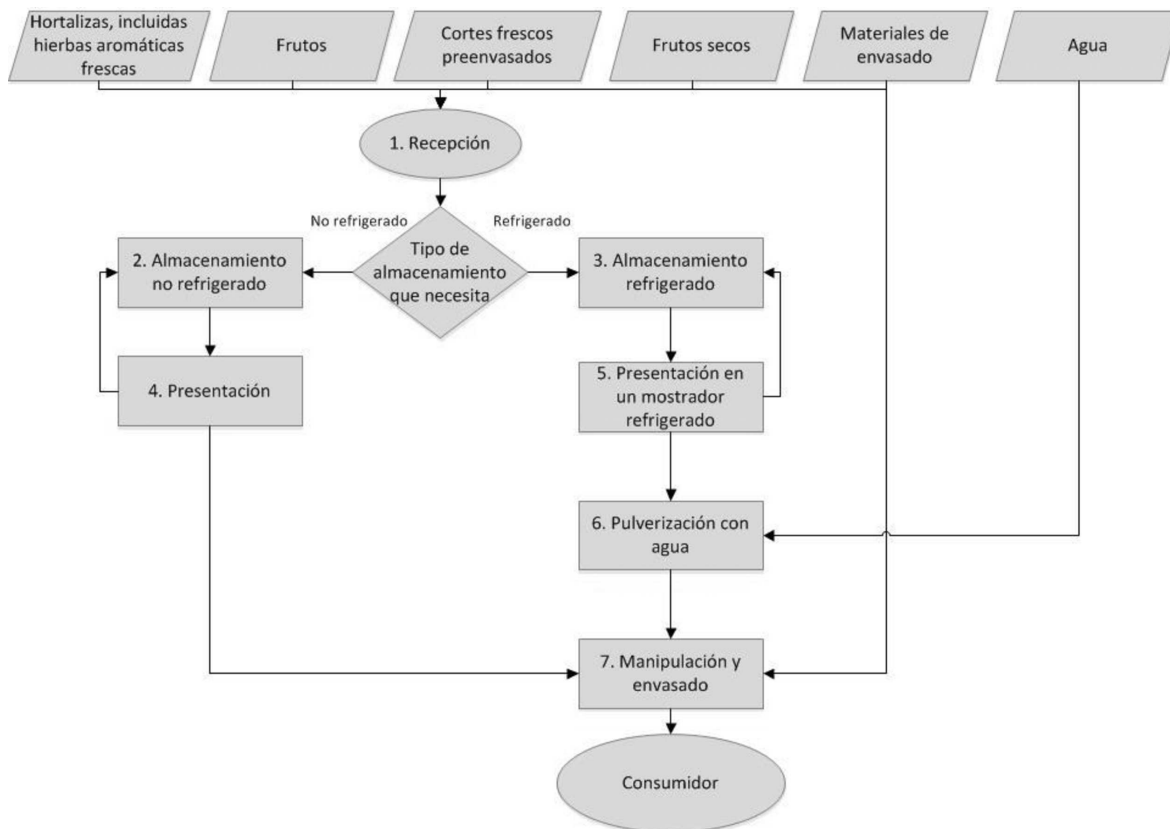 Hortalizas, incluidas
hierbas aromáticas
frescas
Frutos
Cortes frescos
preenvasados
Frutos secos
Materiales de
envasado
Agua
1. Recepción
No refrigerado
Refrigerado
Tipo de
almacenamiento
que necesita
2. Almacenamiento
no refrigerado
3. Almacenamiento
refrigerado
4. Presentación
5. Presentación en
un mostrador
refrigerado
6. Pulverización con
agua
7. Manipulación y
envasado
Consumidor